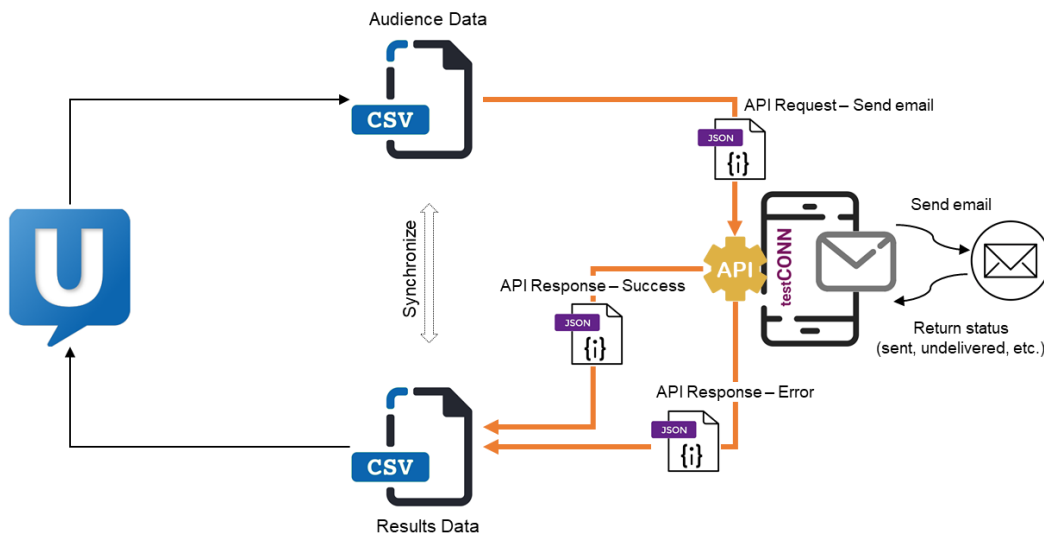 Audience Data
CSV
API Request – Send email
JSON
{i}
Send email
U
Synchronize
API
testCONN
API Response – Success
JSON
{i}
Return status
(sent, undelivered, etc.)
API Response – Error
JSON
{i}
CSV
Results Data